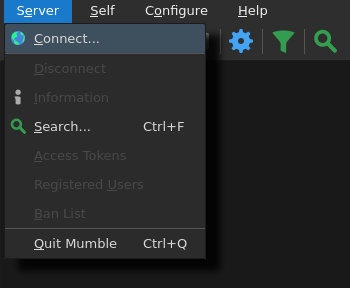 Server Self Configure Help
Connect...
Disconnect
Information
Search... Ctrl+F
Access Tokens
Registered Users
Ban List
Quit Mumble Ctrl+Q